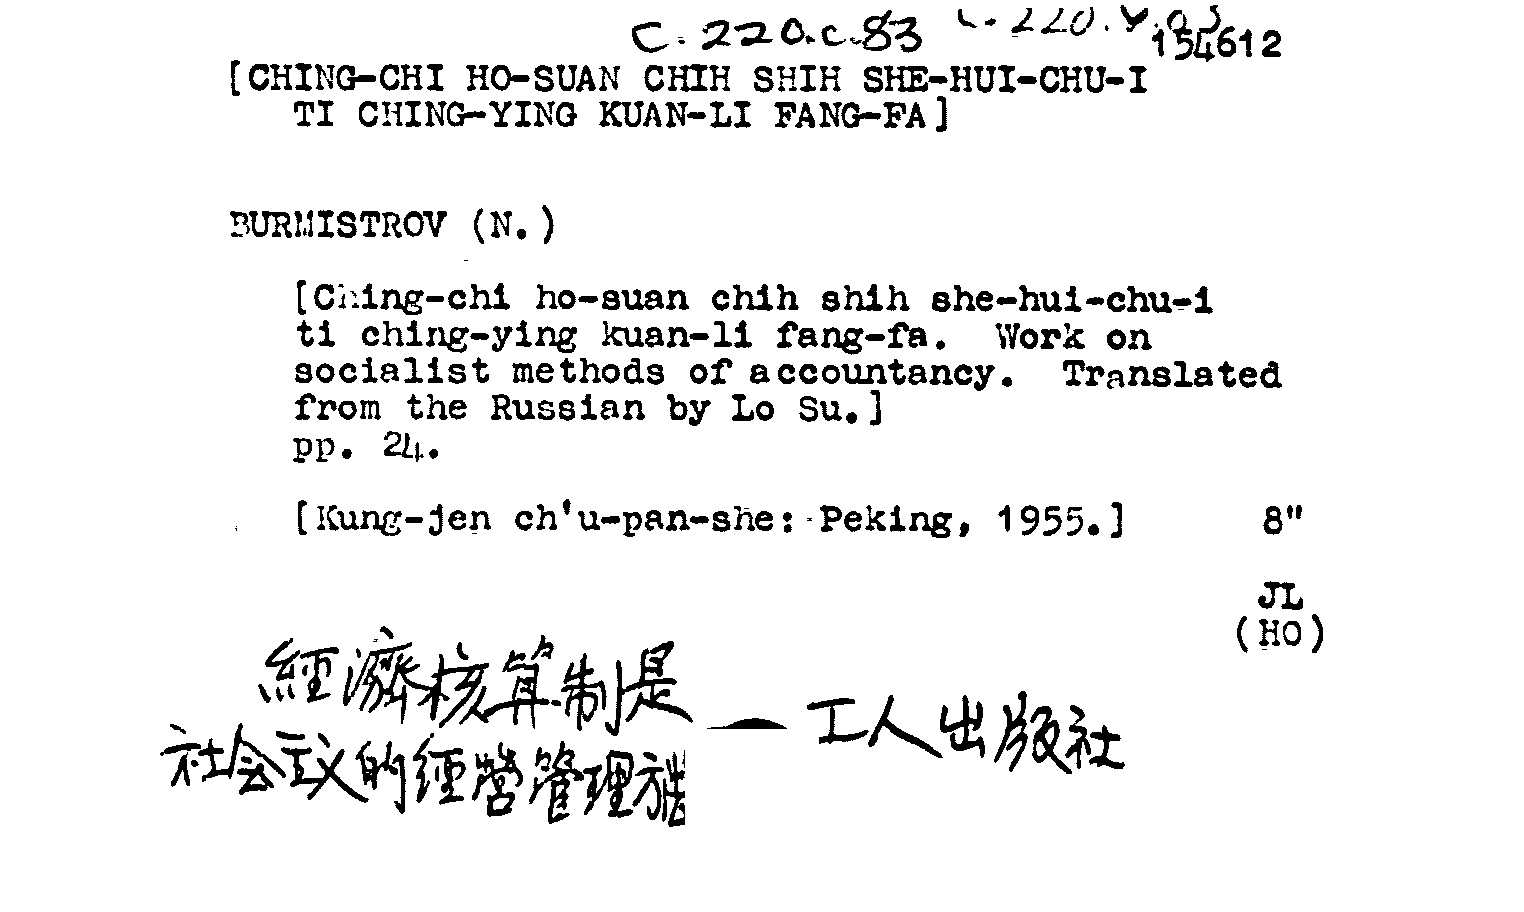 C. 220.c.83
154612
[CHING-CHI HO-SUAN CHIH SHIH SHE-HUI-CHU-I
TI CHING-YING KUAN-LI FANG-FA]
BURMISTROV (N.)
[Ching-chi ho-suan chih shih she-hui-chu-i
ti ching-ying kuan-li fang-fa. Work on
socialist methods of accountancy. Translated
from the Russian by Lo Su.]
pp. 24.
[Kung-jen ch'u-pan-she: Peking, 1955.] 8"
JL
(HO)
經濟核算制是
社会主义的經營管理方 — 工人出版社